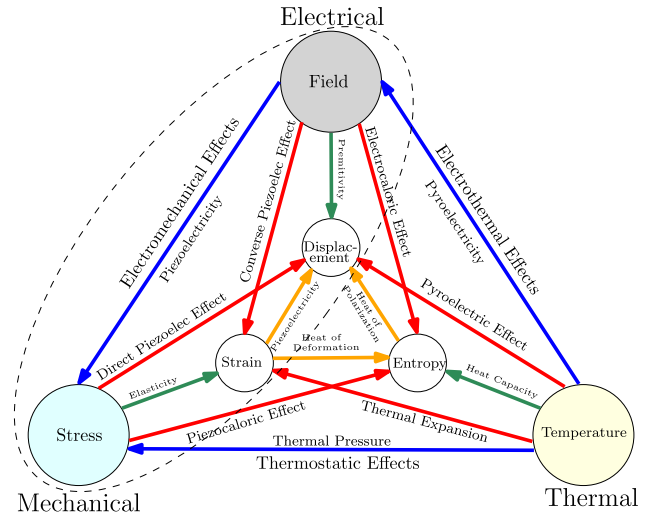 Electrical
Field
Electromechanical Effects
Piezoelectricity
Converse Piezoelec Effect
Premitivity
Electrocaloric Effect
Electrothermal Effects
Pyroelectricity
Displac-
ement
Direct Piezoelec Effect
Piezoelectricity
Heat of
Polarization
Pyroelectric Effect
Heat of
Deformation
Strain
Entropy
Elasticity
Heat Capacity
Piezocaloric Effect
Thermal Expansion
Stress
Temperature
Thermal Pressure
Thermostatic Effects
Mechanical
Thermal